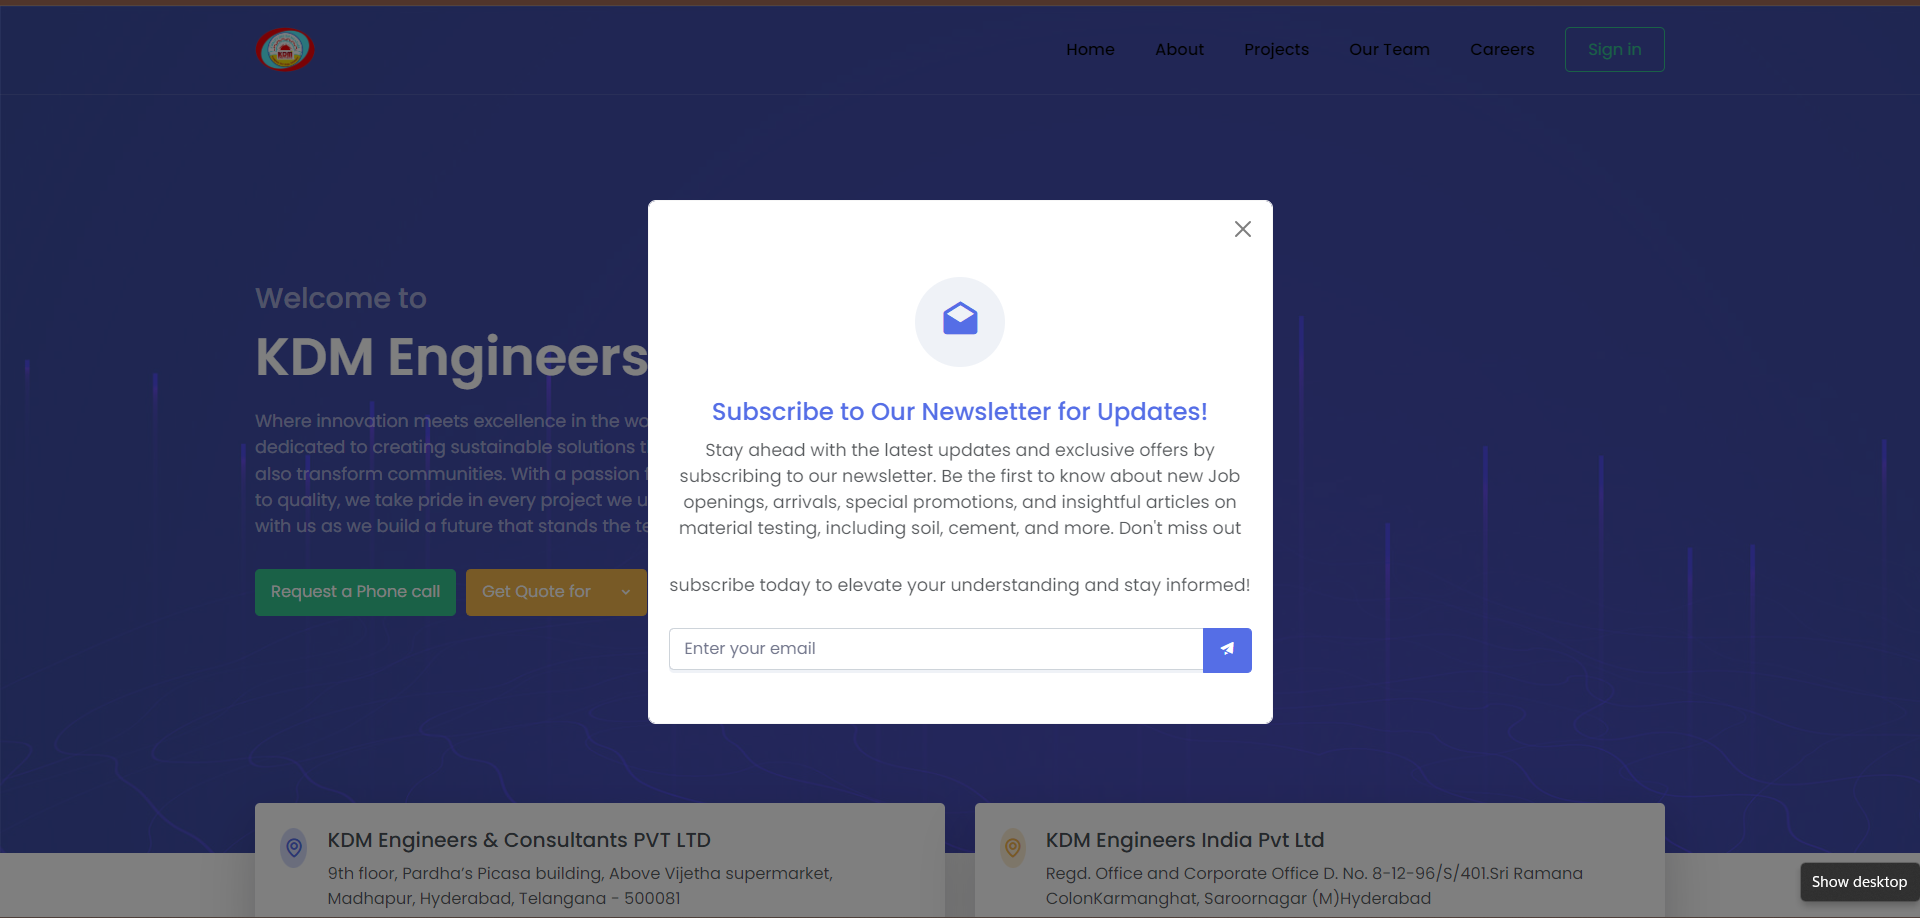 KDM
Home
About
Projects
Our Team
Careers
Sign in
Welcome to
KDM Engineers
Where innovation meets excellence in the wo
dedicated to creating sustainable solutions t
also transform communities. With a passion
to quality, we take pride in every project we u
with us as we build a future that stands the te
Request a Phone call
Get Quote for
Subscribe to Our Newsletter for Updates!
Stay ahead with the latest updates and exclusive offers by
subscribing to our newsletter. Be the first to know about new Job
openings, arrivals, special promotions, and insightful articles on
material testing, including soil, cement, and more. Don't miss out
subscribe today to elevate your understanding and stay informed!
Enter your email
KDM Engineers & Consultants PVT LTD
9th floor, Pardha’s Picasa building, Above Vijetha supermarket,
Madhapur, Hyderabad, Telangana - 500081
KDM Engineers India Pvt Ltd
Regd. Office and Corporate Office D. No. 8-12-96/S/401.Sri Ramana
ColonKarmanghat, Saroornagar (M)Hyderabad
Show desktop